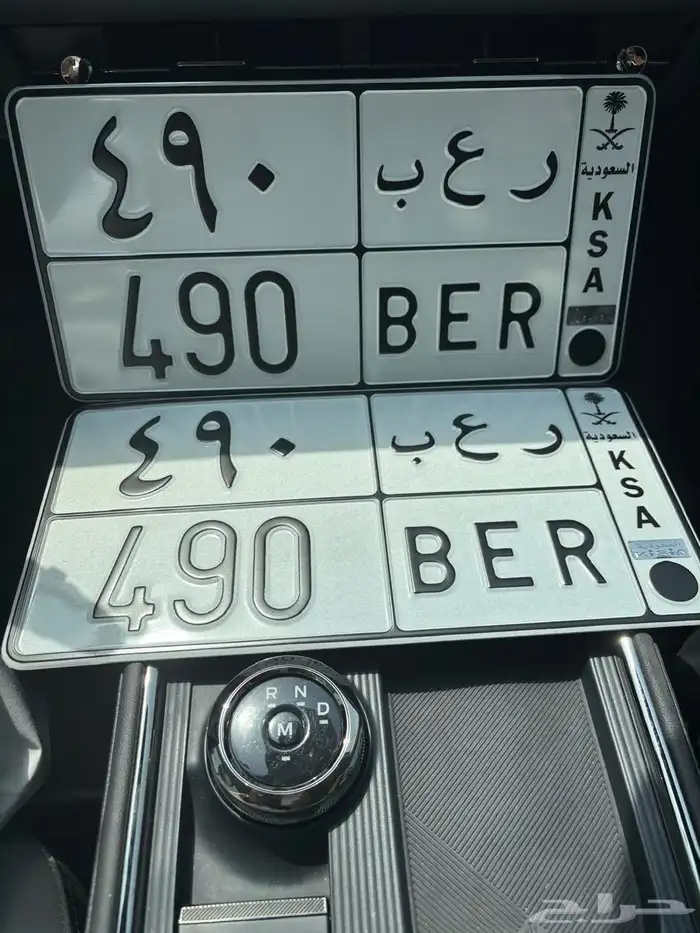 ٤٩٠ ر ع ب
السعودية
490 BER
K
S
A
٤٩٠ ر ع ب
السعودية
490 BER
K
S
A
R N D
M
حراج